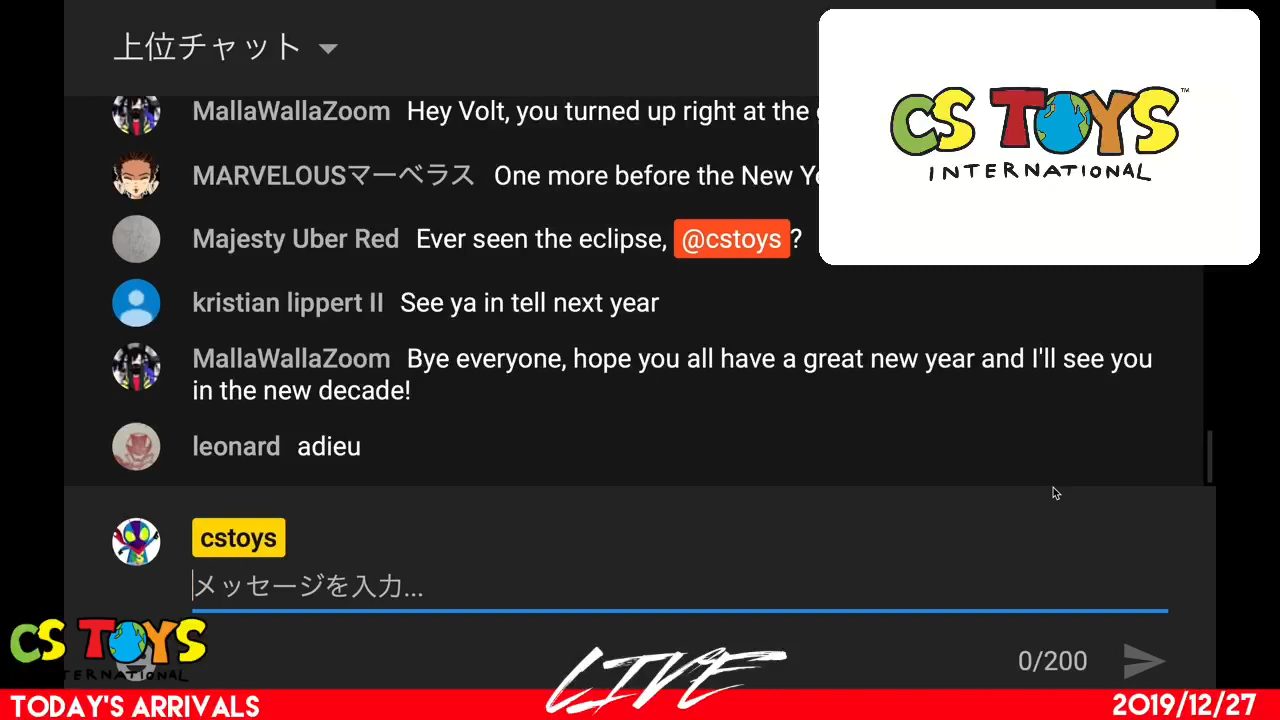 上位チャット
CS TOYS™
INTERNATIONAL
MallaWallaZoom Hey Volt, you turned up right at the
MARVELOUSマーベラス One more before the New
Majesty Uber Red Ever seen the eclipse, @cstoys?
kristian lippert II See ya in tell next year
MallaWallaZoom Bye everyone, hope you all have a great new year and I'll see you
in the new decade!
leonard adieu
cstoys
メッセージを入力...
CS TOYS
INTERNATIONAL
LIVE
0/200
TODAY'S ARRIVALS
2019/12/27